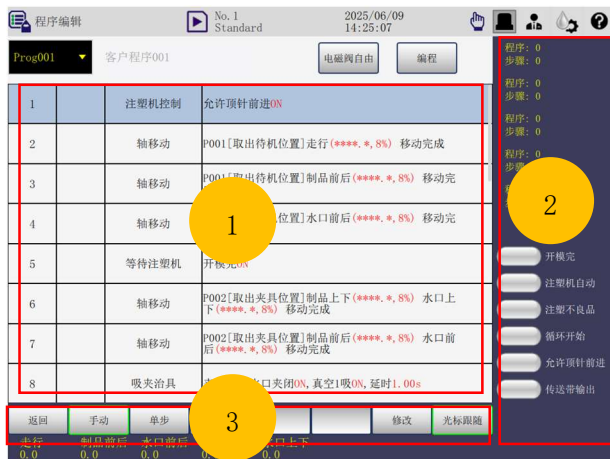 程序编辑
No. 1
Standard
2025/06/09
14:25:07
Prog001
客户程序001
电磁阀自由
编程
1 注塑机控制 允许顶针前进ON
2 轴移动 P001[取出待机位置]走行(****.*,8%) 移动完成
3 轴移动 P001[取出待机位置]制品前后(****.*,8%) 移动完
4 轴移动 位置]水口前后(****.*,8%) 移动完
5 等待注塑机 开模完ON
6 轴移动 P002[取出夹具位置]制品上下(****.*,8%) 水口上
下(****.*,8%) 移动完成
7 轴移动 P002[取出夹具位置]制品前后(****.*,8%) 水口前
后(****.*,8%) 移动完成
8 吸夹治具 口夹闭ON,真空1吸ON,延时1.00s
1
2
3
程序: 0
步骤: 0
程序: 0
步骤: 0
程序: 0
步骤: 0
程序: 0
步骤
开模完
注塑机自动
注塑不良品
循环开始
允许顶针前进
传送带输出
返回
手动
单步
修改
光标跟随
走行 制品前后 水口前后 口上下
0.0 0.0 0.0 0.0